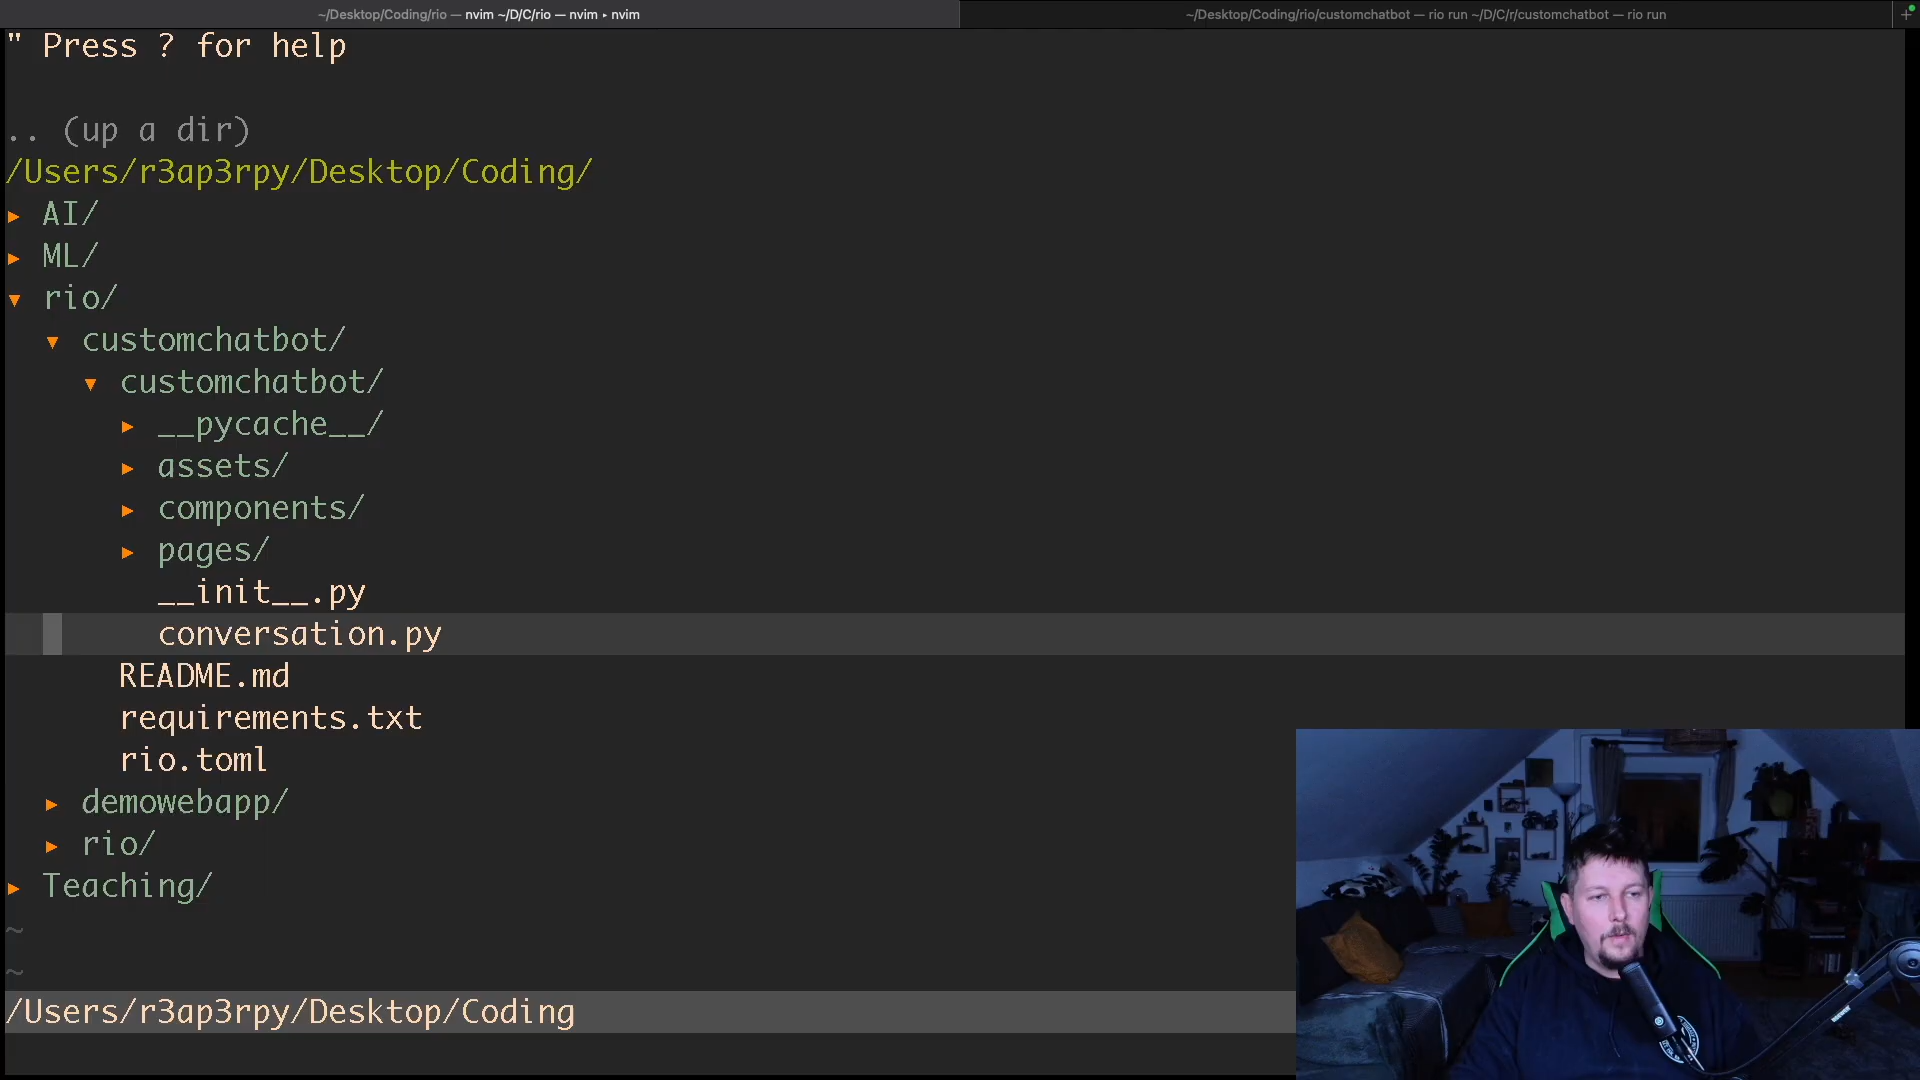 ~/Desktop/Coding/rio — nvim ~/D/C/rio — nvim ▸ nvim
~/Desktop/Coding/rio/customchatbot — rio run ~/D/C/r/customchatbot — rio run
+
" Press ? for help
.. (up a dir)
/Users/r3ap3rpy/Desktop/Coding/
▸ AI/
▸ ML/
▾ rio/
▾ customchatbot/
▾ customchatbot/
▸ __pycache__/
▸ assets/
▸ components/
▸ pages/
__init__.py
conversation.py
README.md
requirements.txt
rio.toml
▸ demowebapp/
▸ rio/
▸ Teaching/
~
~
/Users/r3ap3rpy/Desktop/Coding